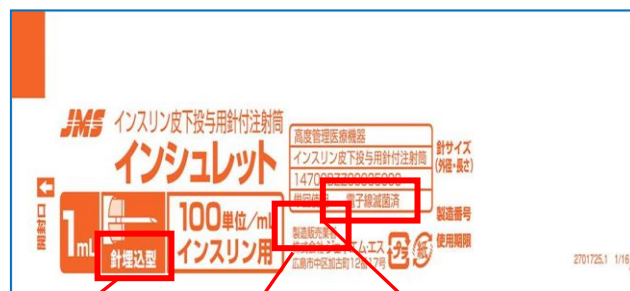 JMS インスリン皮下投与用針付注射筒
インシュレット
開封口
1mL
針埋込型
100単位/mL
インスリン用
高度管理医療機器
インスリン皮下投与用針付注射筒
電子線滅菌済
製造販売業者
広島市中区加古町12番17号
プラ 紙
針サイズ
(外径・長さ)
製造番号
使用期限
2701725.1 1/16